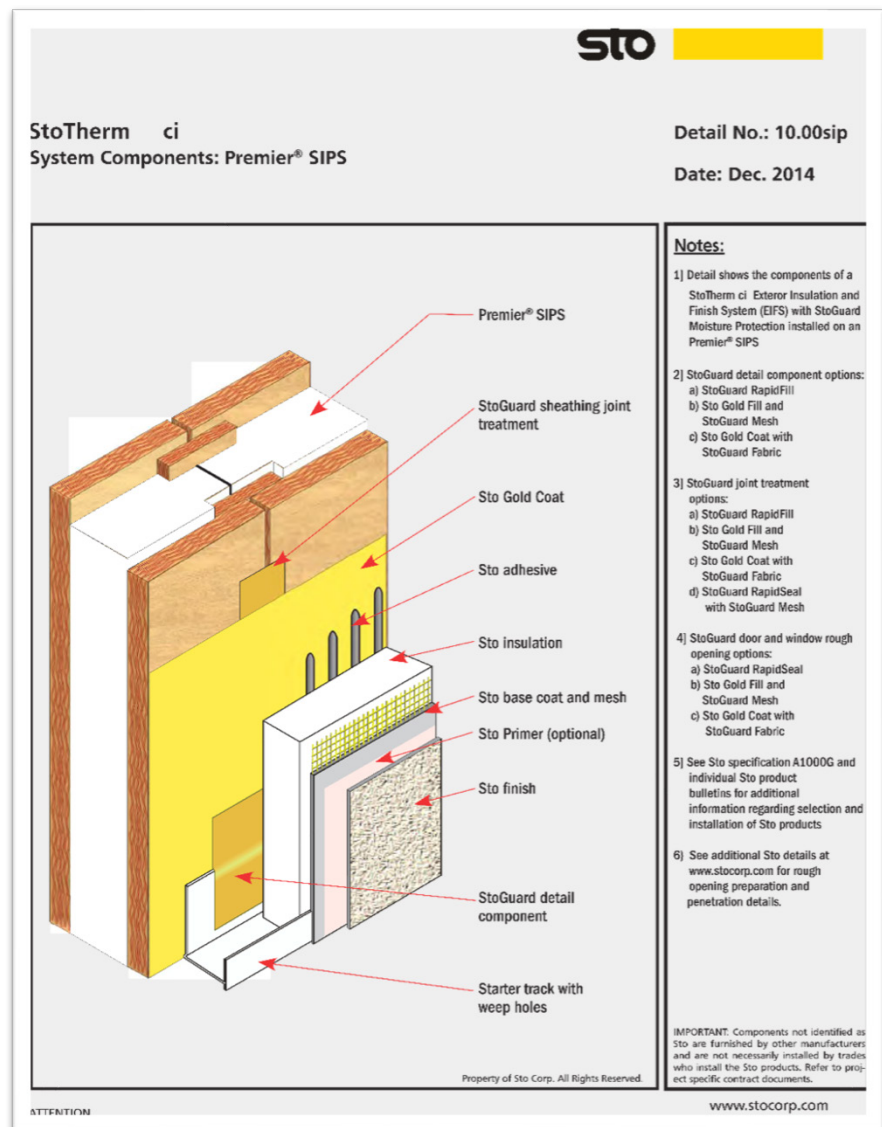 sto
StoTherm ci
System Components: Premier® SIPS
Detail No.: 10.00sip
Date: Dec. 2014
Premier® SIPS
StoGuard sheathing joint
treatment
Sto Gold Coat
Sto adhesive
Sto insulation
Sto base coat and mesh
Sto Primer (optional)
Sto finish
StoGuard detail
component
Starter track with
weep holes
Property of Sto Corp. All Rights Reserved.
Notes:
1] Detail shows the components of a
StoTherm ci Exteror Insulation and
Finish System (EIFS) with StoGuard
Moisture Protection installed on an
Premier® SIPS
2] StoGuard detail component options:
a) StoGuard RapidFill
b) Sto Gold Fill and
StoGuard Mesh
c) Sto Gold Coat with
StoGuard Fabric
3] StoGuard joint treatment
options:
a) StoGuard RapidFill
b) Sto Gold Fill and
StoGuard Mesh
c) Sto Gold Coat with
StoGuard Fabric
d) StoGuard RapidSeal
with StoGuard Mesh
4] StoGuard door and window rough
opening options:
a) StoGuard RapidSeal
b) Sto Gold Fill and
StoGuard Mesh
c) Sto Gold Coat with
StoGuard Fabric
5] See Sto specification A1000G and
individual Sto product
bulletins for additional
information regarding selection and
installation of Sto products
6) See additional Sto details at
www.stocorp.com for rough
opening preparation and
penetration details.
IMPORTANT: Components not identified as
Sto are furnished by other manufacturers
and are not necessarily installed by trades
who install the Sto products. Refer to proj-
ect specific contract documents.
ATTENTION
www.stocorp.com